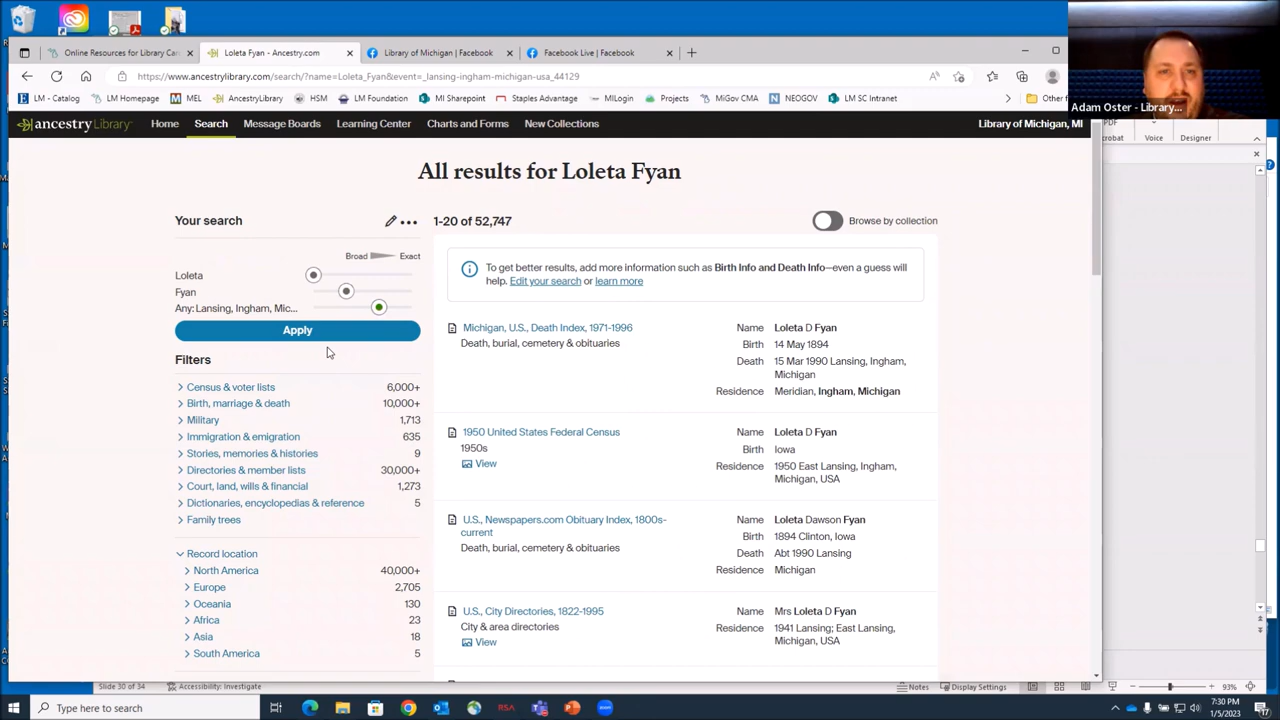 Online Resources for Library Car
Loleta Fyan - Ancestry.com
Library of Michigan | Facebook
Facebook Live | Facebook
https://www.ancestrylibrary.com/search/?name=Loleta_Fyan&event=_lansing-ingham-michigan-usa_44129
LM - Catalog
LM Homepage
MEL
AncestryLibrary
HSM
LM Foundation
MI Sharepoint
Staples Advantage
MILogin
Projects
MiGov CMA
NEOGOV
LM SC Intranet
Adam Oster - Library...
PDF
Voice
Designer
ancestryLibrary
Home
Search
Message Boards
New Collections
Library of Michigan, MI
All results for Loleta Fyan
Your search
1-20 of 52,747
Browse by collection
Broad
Exact
Loleta
Fyan
Any: Lansing, Ingham, Mic...
Apply
To get better results, add more information such as Birth Info and Death Info—even a guess will
help. Edit your search or learn more
Filters
Census & voter lists 6,000+
Birth, marriage & death 10,000+
Military 1,713
Immigration & emigration 635
Stories, memories & histories 9
Directories & member lists 30,000+
Court, land, wills & financial 1,273
Dictionaries, encyclopedias & reference 5
Family trees
Record location
North America 40,000+
Europe 2,705
Oceania 130
Africa 23
Asia 18
South America 5
Michigan, U.S., Death Index, 1971-1996
Death, burial, cemetery & obituaries
Name Loleta D Fyan
Birth 14 May 1894
Death 15 Mar 1990 Lansing, Ingham,
Michigan
Residence Meridian, Ingham, Michigan
1950 United States Federal Census
1950s
View
Name Loleta D Fyan
Birth Iowa
Residence 1950 East Lansing, Ingham,
Michigan, USA
U.S., Newspapers.com Obituary Index, 1800s-
current
Death, burial, cemetery & obituaries
Name Loleta Dawson Fyan
Birth 1894 Clinton, Iowa
Death Abt 1990 Lansing
Residence Michigan
U.S., City Directories, 1822-1995
City & area directories
View
Name Mrs Loleta D Fyan
Residence 1941 Lansing; East Lansing,
Michigan, USA
Slide 30 of 34
Accessibility: Investigate
Notes
Display Settings
93%
Type here to search
RSA
7:30 PM
1/5/2023
17